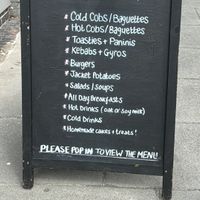 * Cold Cobs/Baguettes
* Hot Cobs/Baguettes
* Toasties + Paninis
* Kebabs + Gyros
* Burgers
* Jacket Potatoes
* Salads/Soups
* All Day Breakfasts
* Hot Drinks (oat or soy milk)
* Cold Drinks
* Homemade cakes + treats!
PLEASE POP IN TO VIEW THE MENU!